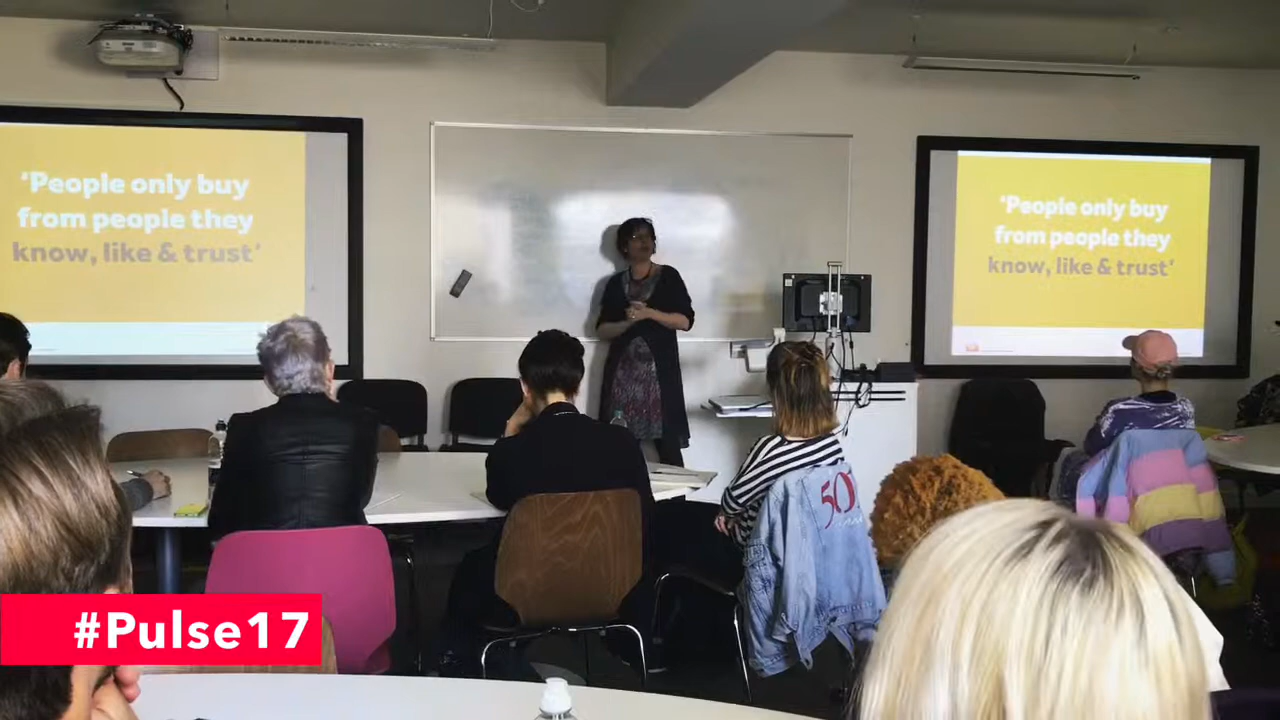 'People only buy
from people they
know, like & trust'
'People only buy
from people they
know, like & trust'
50
#Pulse17